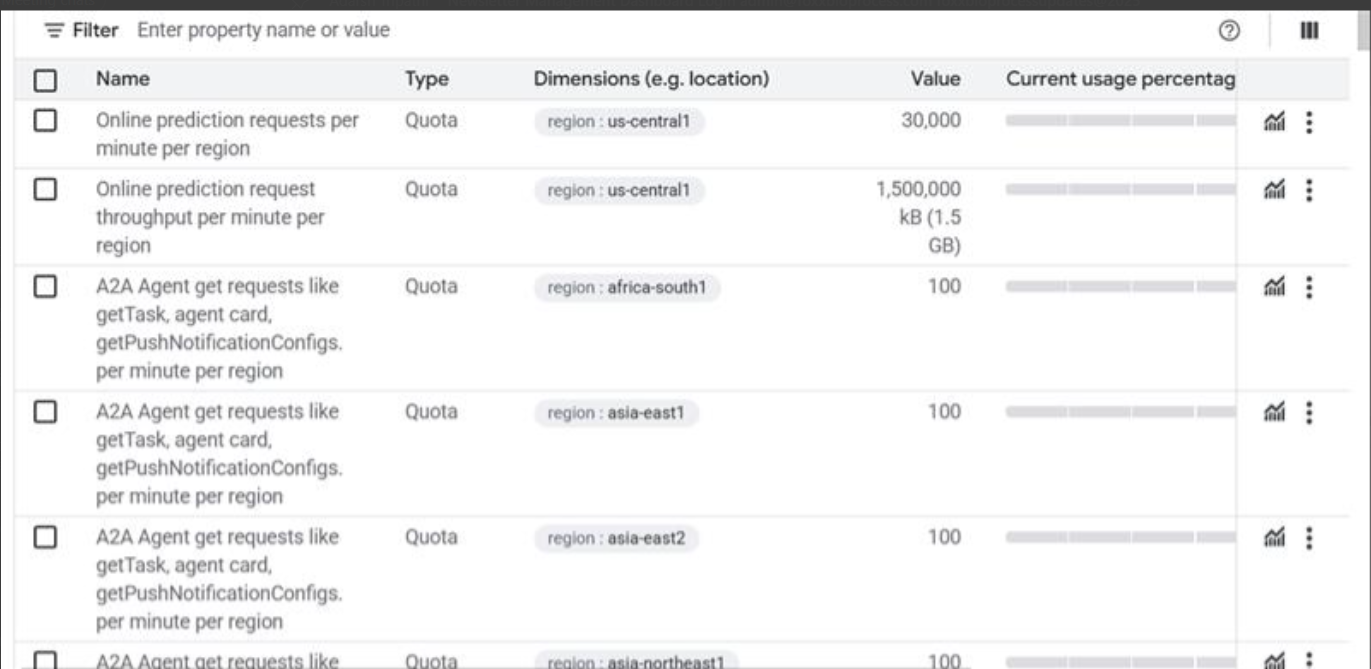 Filter Enter property name or value
Name Type Dimensions (e.g. location) Value Current usage percentag
Online prediction requests per Quota region : us-central1 30,000
minute per region
Online prediction request Quota region : us-central1 1,500,000
throughput per minute per kB (1.5
region GB)
A2A Agent get requests like Quota region : africa-south1 100
getTask, agent card,
getPushNotificationConfigs.
per minute per region
A2A Agent get requests like Quota region : asia-east1 100
getTask, agent card,
getPushNotificationConfigs.
per minute per region
A2A Agent get requests like Quota region : asia-east2 100
getTask, agent card,
getPushNotificationConfigs.
per minute per region
A2A Agent get requests like Quota region : asia-northeast1 100